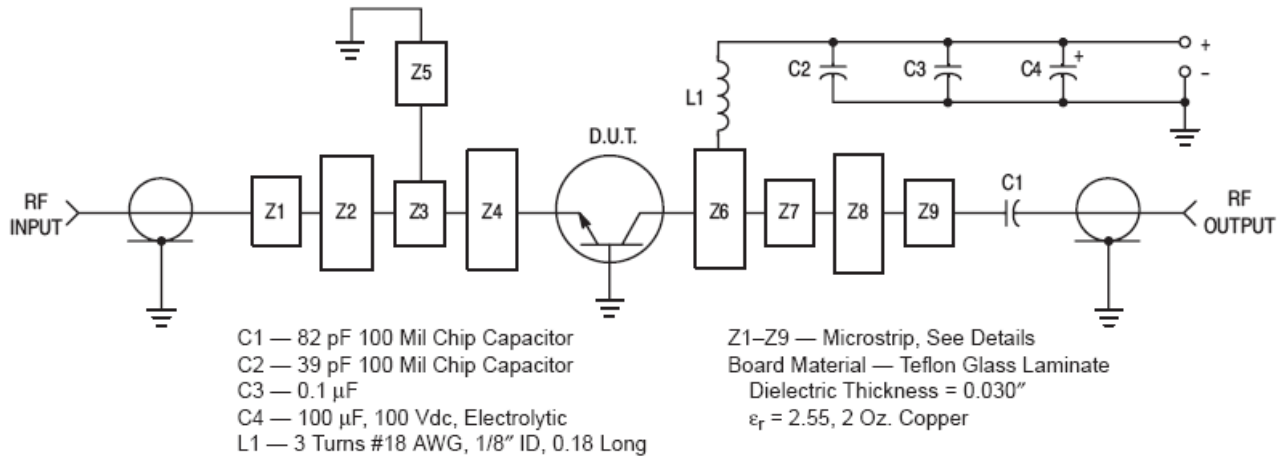 Z5
C2
C3
C4
+
+
−
L1
D.U.T.
RF
INPUT
Z1
Z2
Z3
Z4
Z6
Z7
Z8
Z9
C1
RF
OUTPUT
C1 — 82 pF 100 Mil Chip Capacitor
C2 — 39 pF 100 Mil Chip Capacitor
C3 — 0.1 μF
C4 — 100 μF, 100 Vdc, Electrolytic
L1 — 3 Turns #18 AWG, 1/8″ ID, 0.18 Long
Z1–Z9 — Microstrip, See Details
Board Material — Teflon Glass Laminate
Dielectric Thickness = 0.030″
εr = 2.55, 2 Oz. Copper